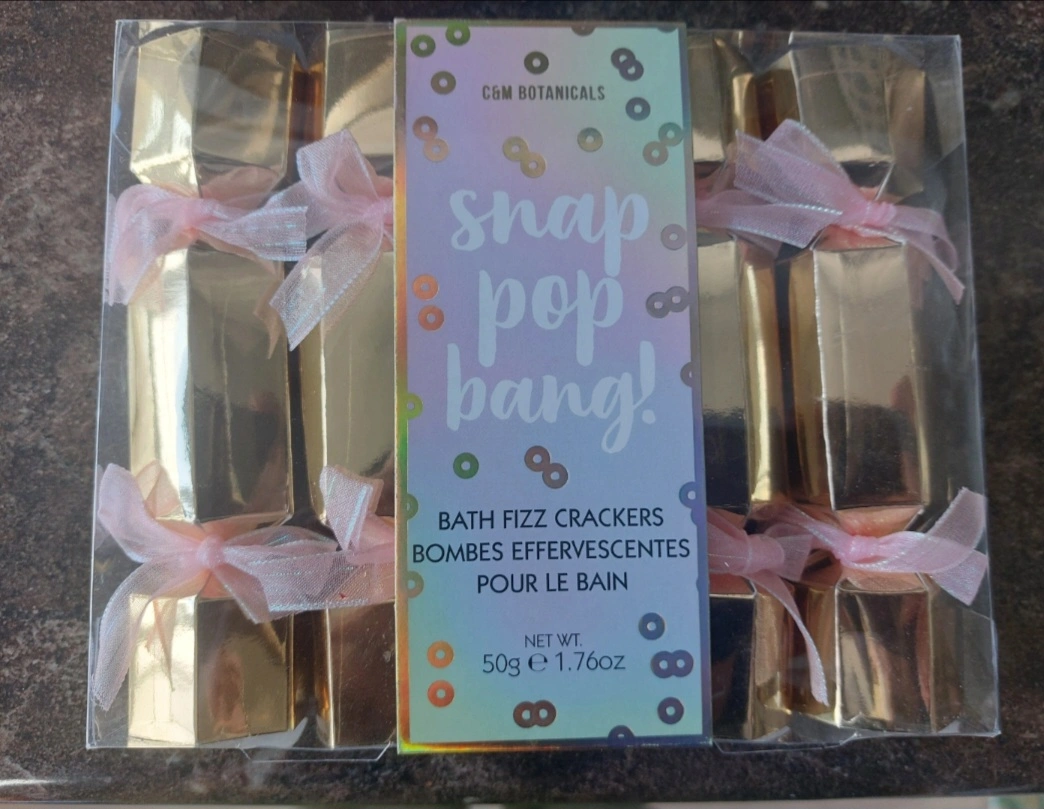 C&M BOTANICALS
snap
pop
bang!
BATH FIZZ CRACKERS
BOMBES EFFERVESCENTES
POUR LE BAIN
NET WT.
50g ℮ 1.76oz